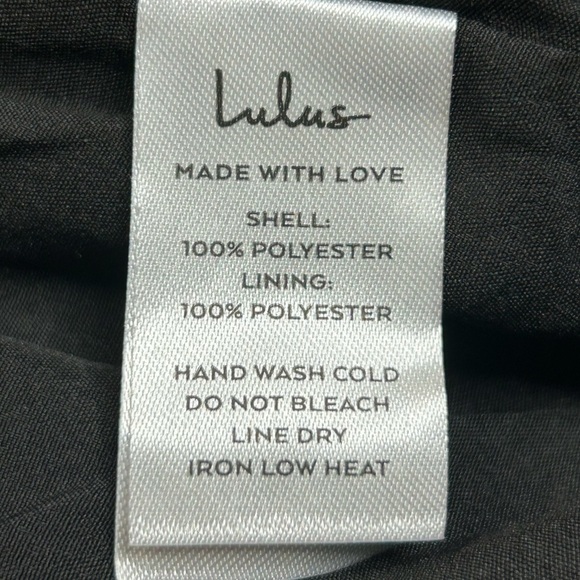 Lulus
MADE WITH LOVE
SHELL:
100% POLYESTER
LINING:
100% POLYESTER
HAND WASH COLD
DO NOT BLEACH
LINE DRY
IRON LOW HEAT